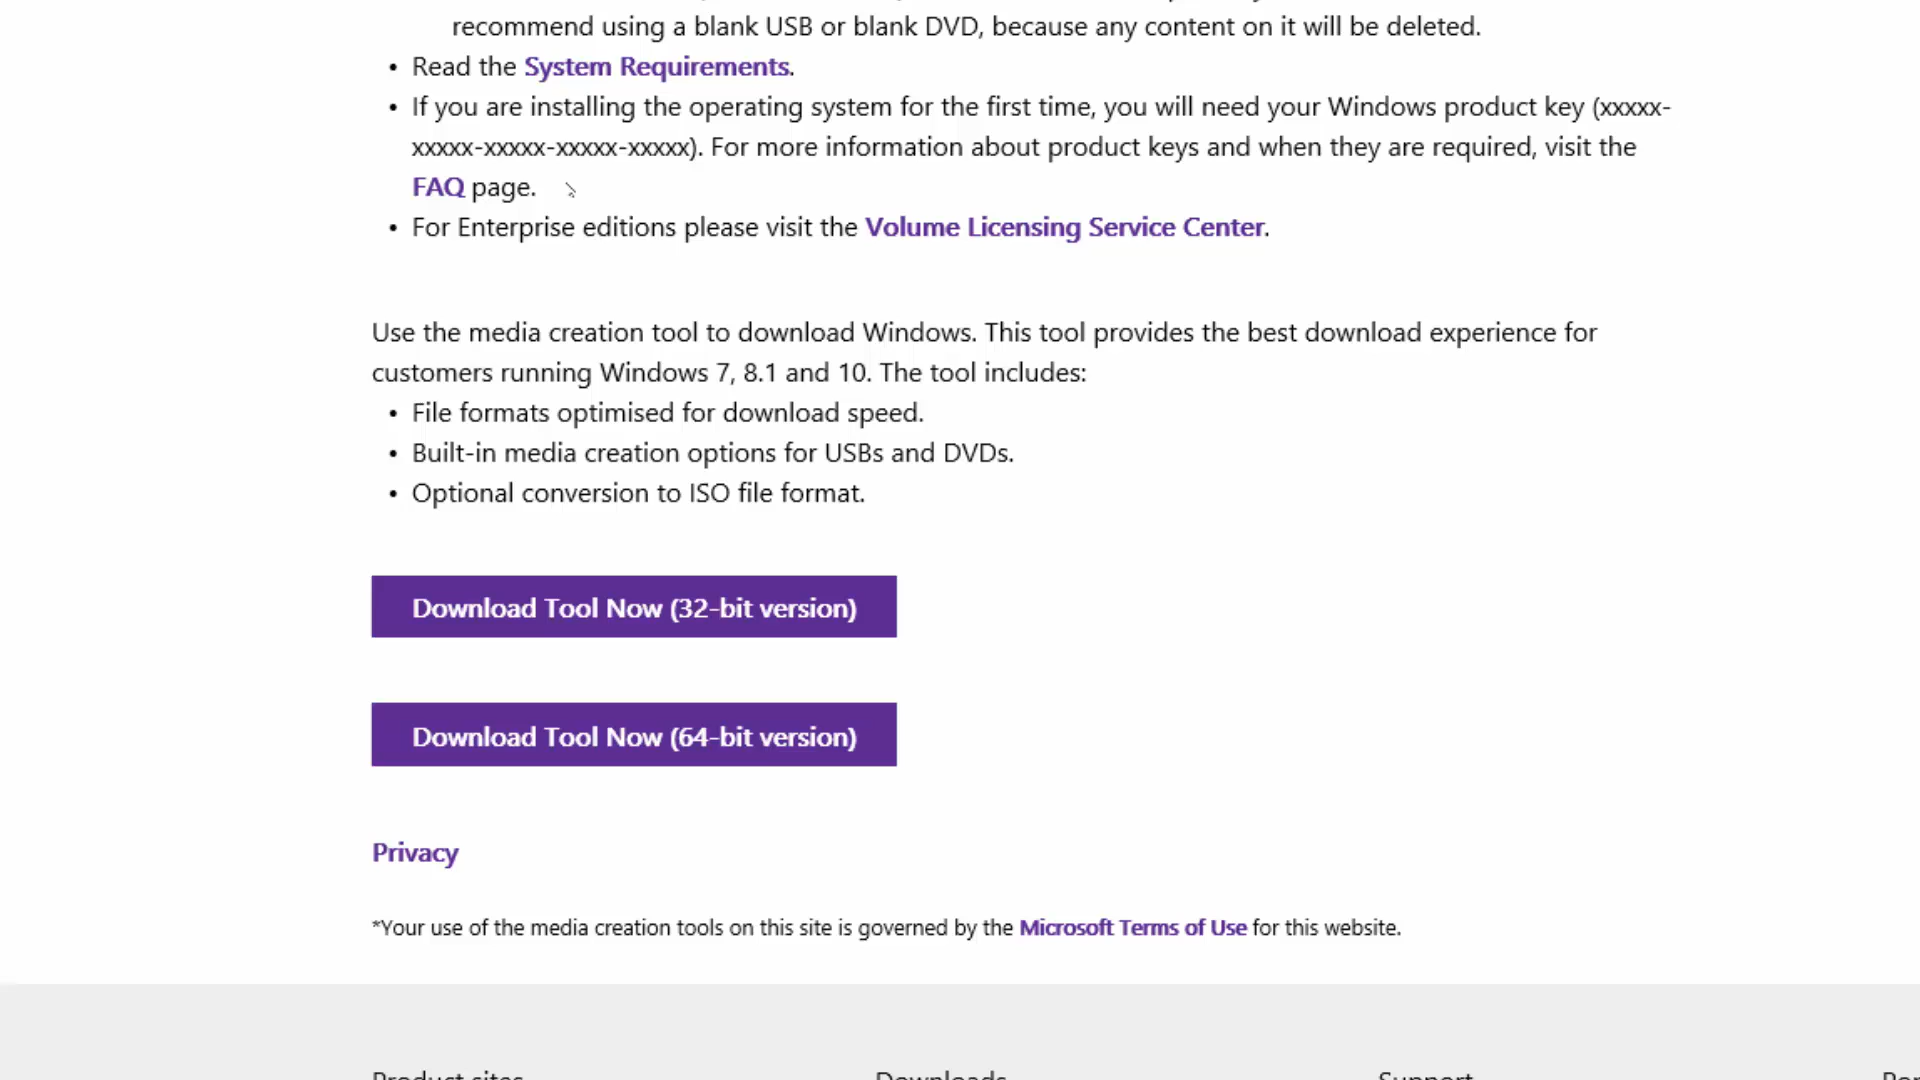 recommend using a blank USB or blank DVD, because any content on it will be deleted.
• Read the System Requirements.
• If you are installing the operating system for the first time, you will need your Windows product key (xxxxx-
xxxxx-xxxxx-xxxxx-xxxxx). For more information about product keys and when they are required, visit the
FAQ page.
• For Enterprise editions please visit the Volume Licensing Service Center.
Use the media creation tool to download Windows. This tool provides the best download experience for
customers running Windows 7, 8.1 and 10. The tool includes:
• File formats optimised for download speed.
• Built-in media creation options for USBs and DVDs.
• Optional conversion to ISO file format.
Download Tool Now (32-bit version)
Download Tool Now (64-bit version)
Privacy
*Your use of the media creation tools on this site is governed by the Microsoft Terms of Use for this website.
Product sites Downloads Support